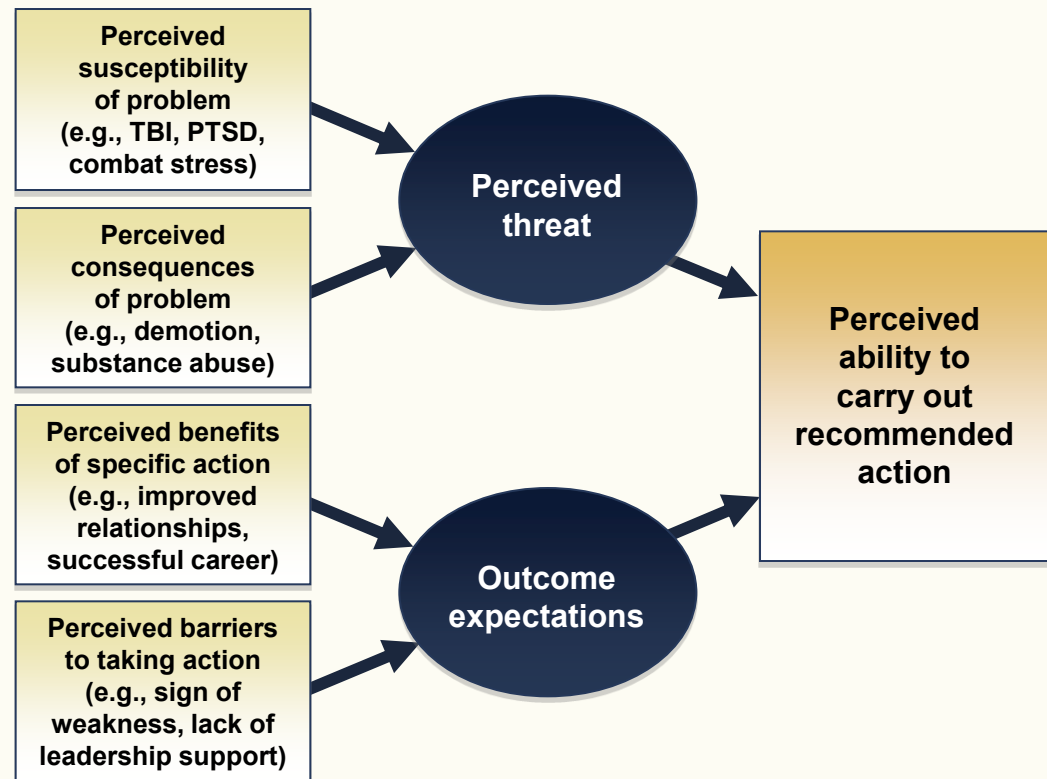 Perceived
susceptibility
of problem
(e.g., TBI, PTSD,
combat stress)
Perceived
consequences
of problem
(e.g., demotion,
substance abuse)
Perceived benefits
of specific action
(e.g., improved
relationships,
successful career)
Perceived barriers
to taking action
(e.g., sign of
weakness, lack of
leadership support)
Perceived
threat
Outcome
expectations
Perceived
ability to
carry out
recommended
action